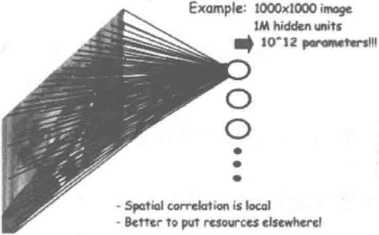 Example: 1000x1000 image
1M hidden units
10^12 parameters!!!
- Spatial correlation is local
- Better to put resources elsewhere!